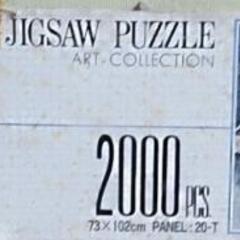 JIGSAW PUZZLE
ART-COLLECTION
2000 PCS.
73×102cm PANEL:20-T